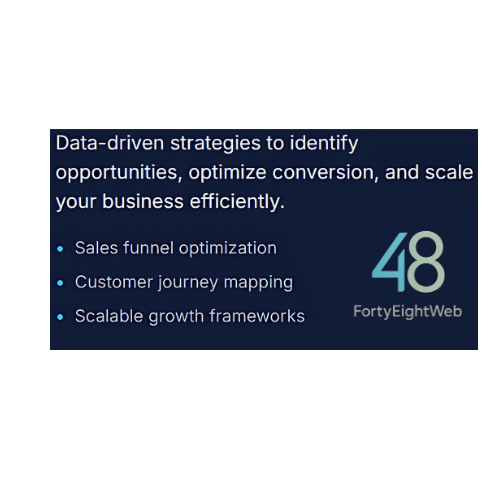 Data-driven strategies to identify
opportunities, optimize conversion, and scale
your business efficiently.
Sales funnel optimization
Customer journey mapping
Scalable growth frameworks
48
FortyEightWeb